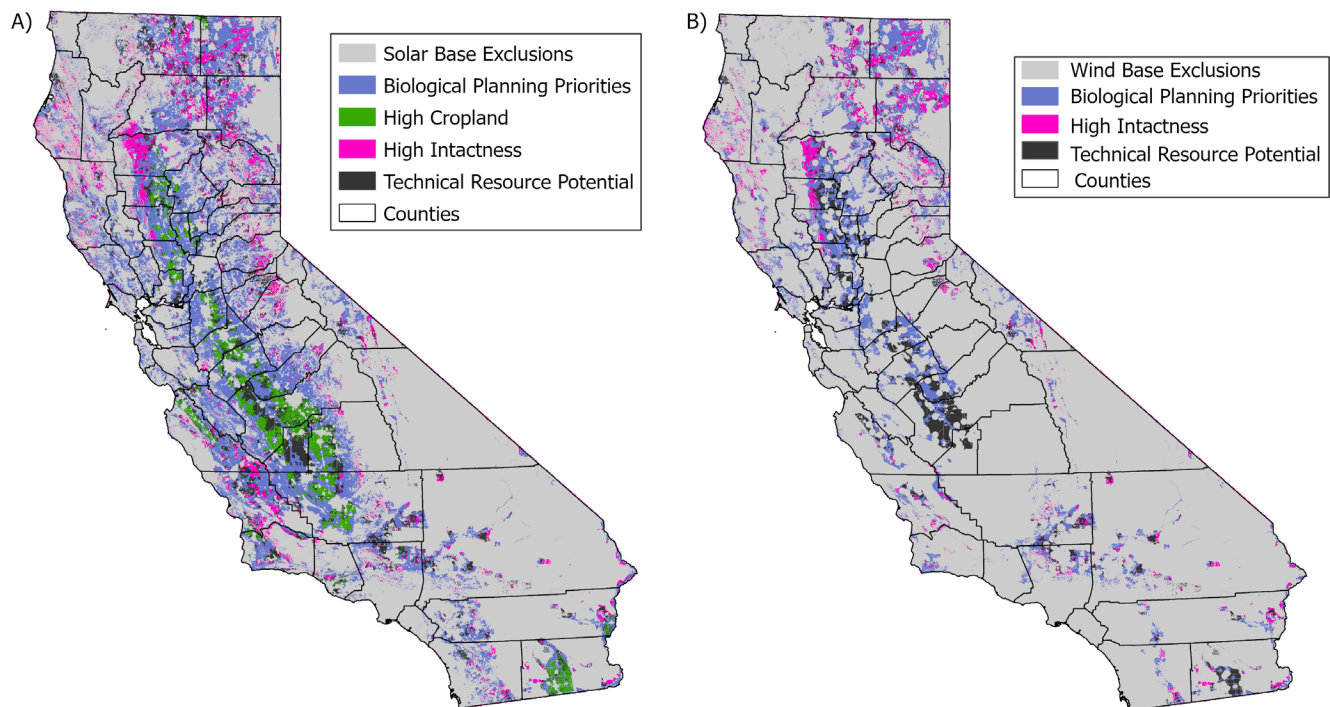 A)
Solar Base Exclusions
Biological Planning Priorities
High Cropland
High Intactness
Technical Resource Potential
Counties
B)
Wind Base Exclusions
Biological Planning Priorities
High Intactness
Technical Resource Potential
Counties